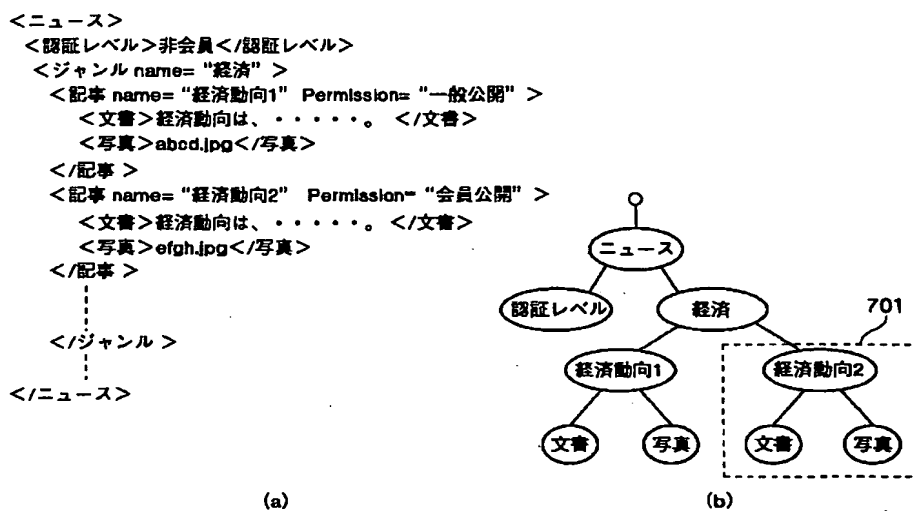 <ニュース>
<認証レベル>非会員</認証レベル>
<ジャンル name= “経済” >
<記事 name= “経済動向1” Permission= “一般公開” >
<文書>経済動向は、・・・・・。 </文書>
<写真>abcd.jpg</写真>
</記事 >
<記事 name= “経済動向2” Permission= “会員公開” >
<文書>経済動向は、・・・・・。 </文書>
<写真>efgh.jpg</写真>
</記事 >
</ジャンル >
</ニュース>
(a)
ニュース
認証レベル
経済
701
経済動向1
経済動向2
文書
写真
文書
写真
(b)